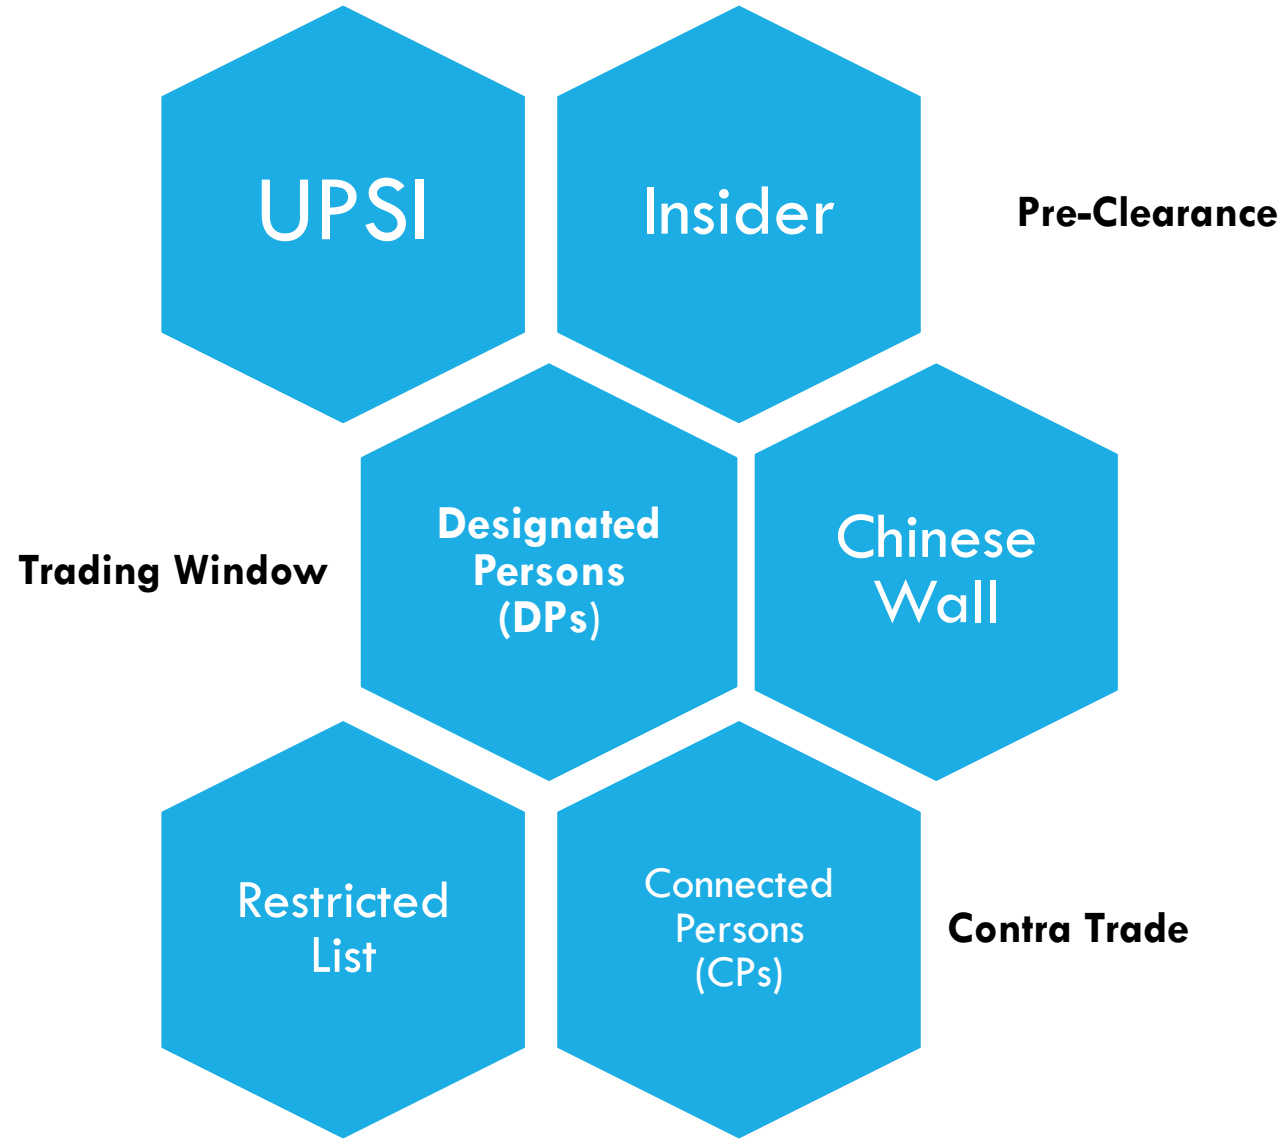 UPSI
Insider
Pre-Clearance
Trading Window
Designated
Persons
(DPs)
Chinese
Wall
Restricted
List
Connected
Persons
(CPs)
Contra Trade